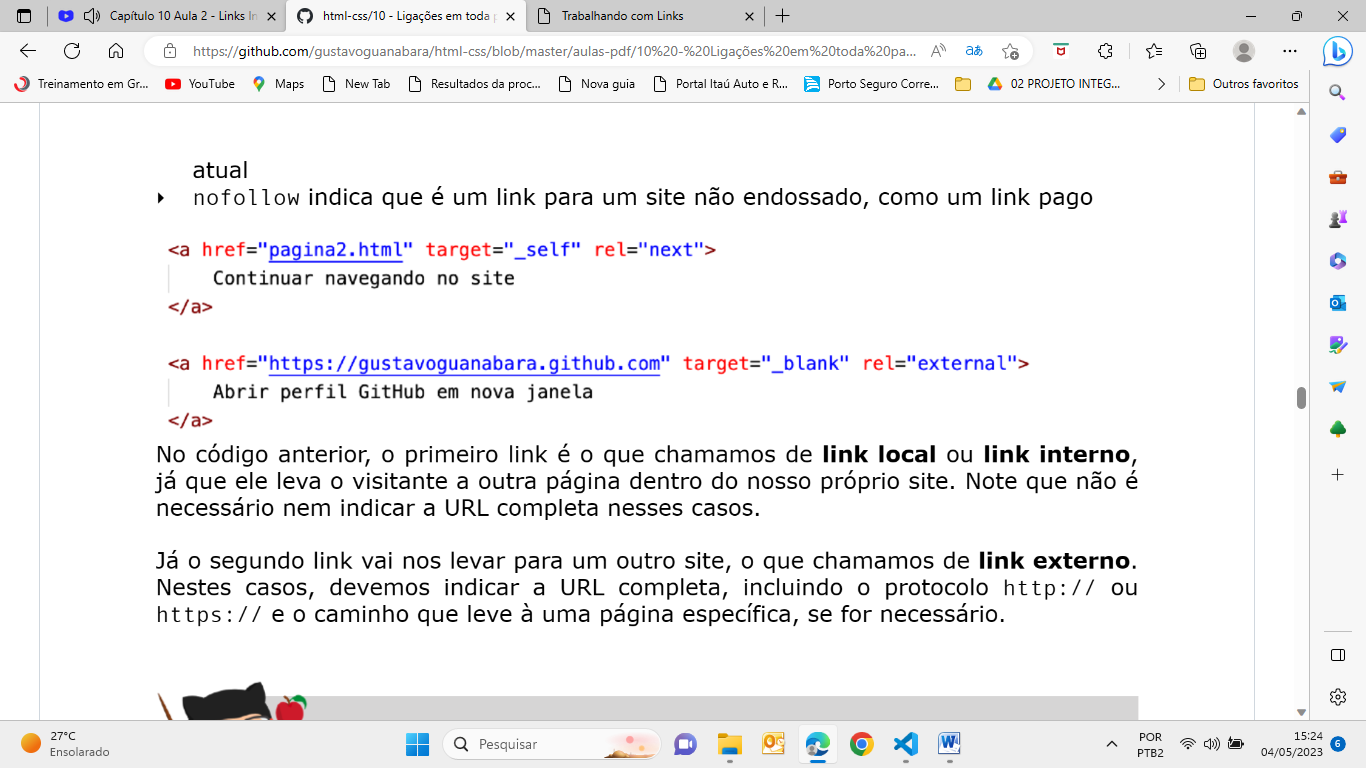 Capítulo 10 Aula 2 - Links In
html-css/10 - Ligações em toda p
Trabalhando com Links
https://github.com/gustavoguanabara/html-css/blob/master/aulas-pdf/10%20-%20Ligações%20em%20toda%20pa...
Treinamento em Gr...
YouTube
Maps
New Tab
Resultados da proc...
Nova guia
Portal Itaú Auto e R...
Porto Seguro Corre...
02 PROJETO INTEG...
Outros favoritos
atual
nofollow indica que é um link para um site não endossado, como um link pago
<a href="pagina2.html" target="_self" rel="next">
Continuar navegando no site
</a>
<a href="https://gustavoguanabara.github.com" target="_blank" rel="external">
Abrir perfil GitHub em nova janela
</a>
No código anterior, o primeiro link é o que chamamos de link local ou link interno,
já que ele leva o visitante a outra página dentro do nosso próprio site. Note que não é
necessário nem indicar a URL completa nesses casos.
Já o segundo link vai nos levar para um outro site, o que chamamos de link externo.
Nestes casos, devemos indicar a URL completa, incluindo o protocolo http:// ou
https:// e o caminho que leve à uma página específica, se for necessário.
27°C
Ensolarado
Pesquisar
POR
PTB2
15:24
04/05/2023
6